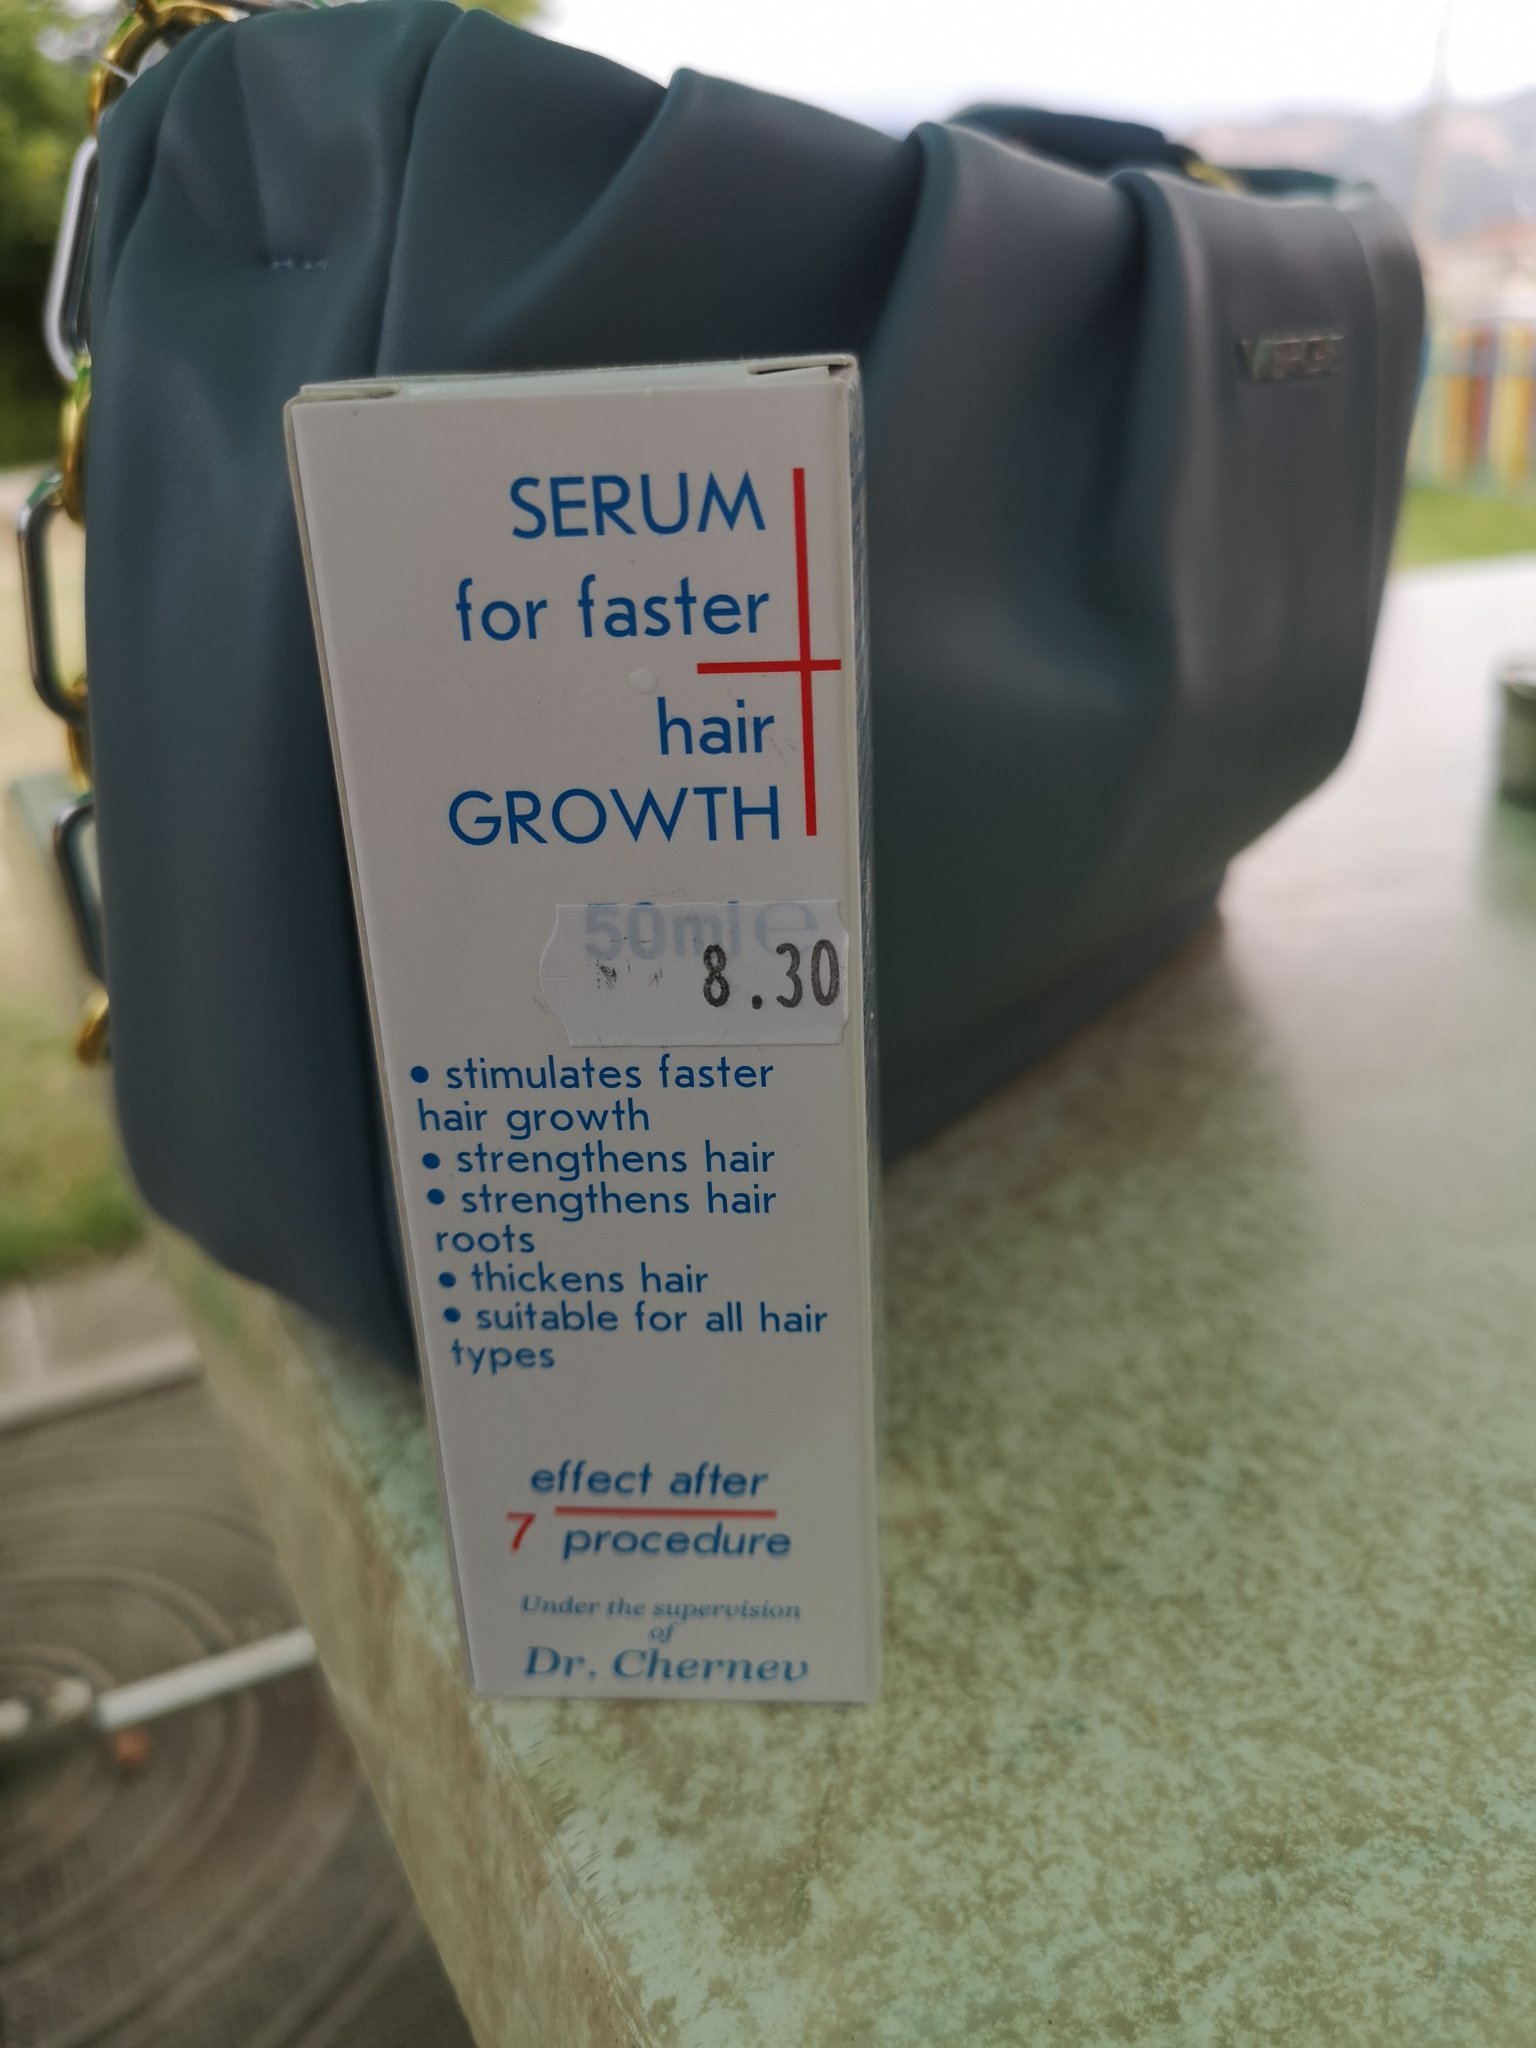 SERUM
for faster
hair
GROWTH
50ml e
8.30
• stimulates faster
hair growth
• strengthens hair
• strengthens hair
roots
• thickens hair
• suitable for all hair
types
effect after
7 procedure
Under the supervision
of
Dr. Chernev